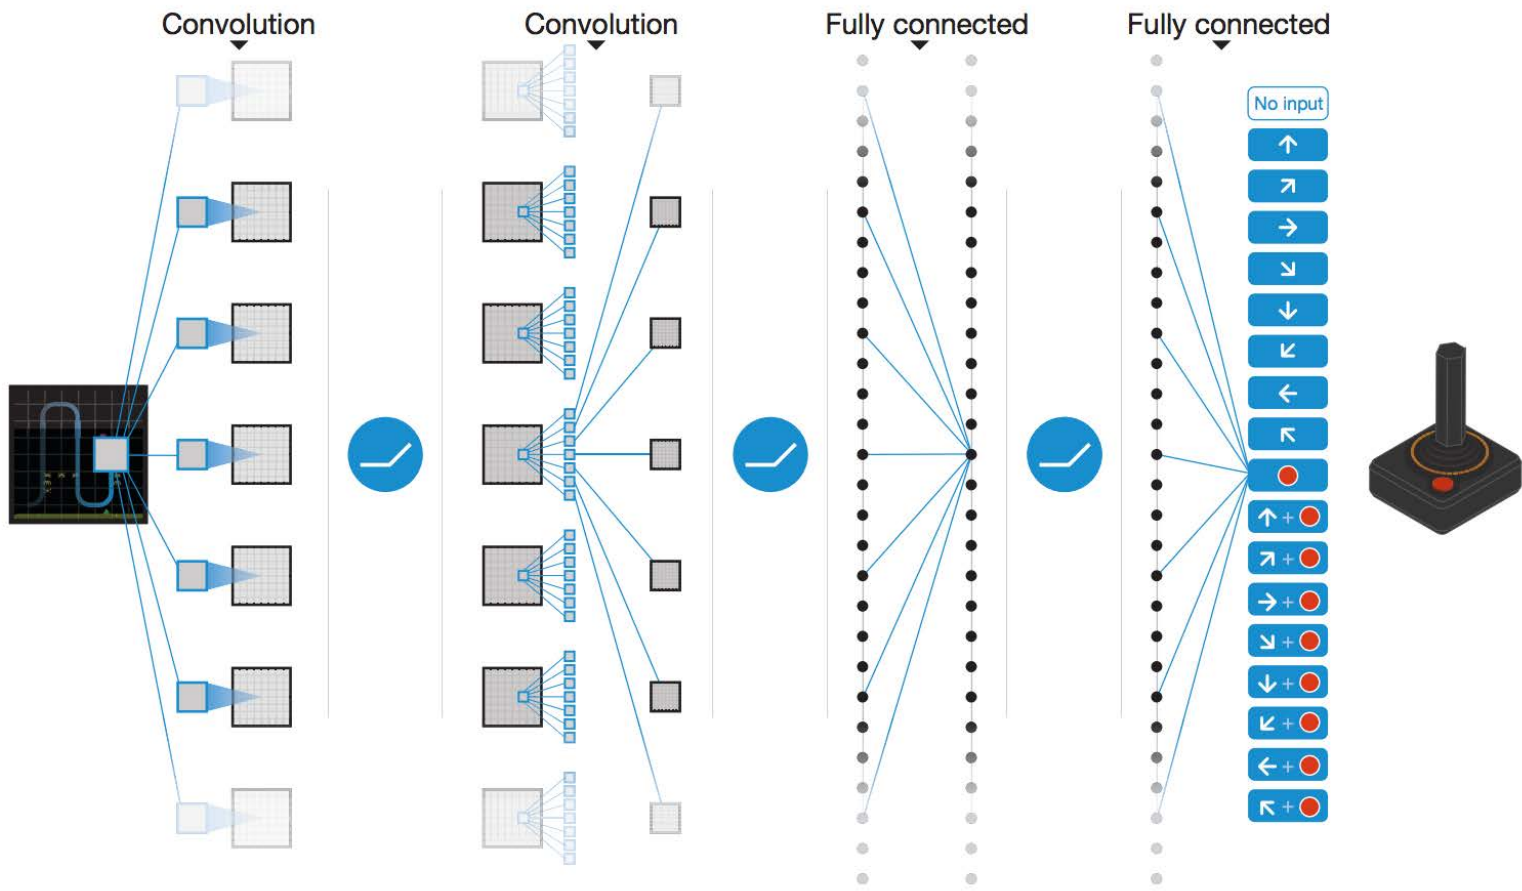 Convolution
Convolution
Fully connected
Fully connected
No input
+
+
+
+
+
+
+
+